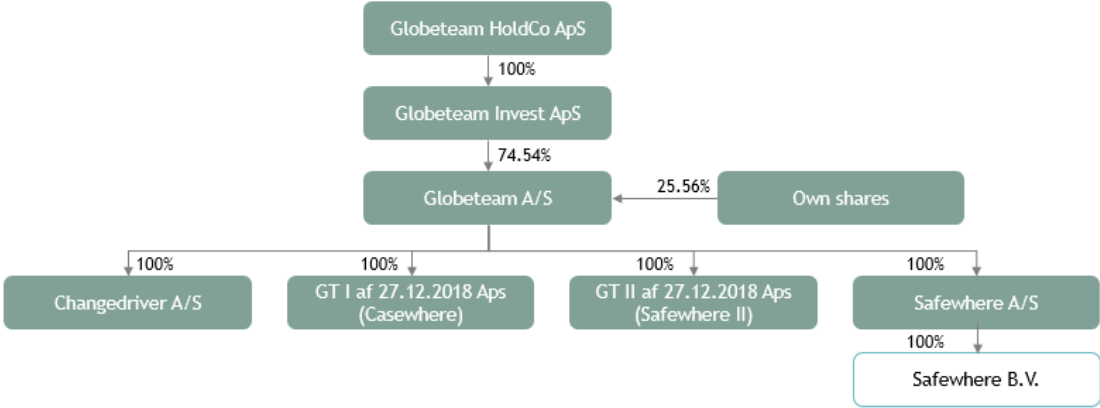 Globeteam HoldCo ApS
100%
Globeteam Invest ApS
74.54%
Globeteam A/S
25.56%
Own shares
100%
100%
100%
100%
Changedriver A/S
GT I af 27.12.2018 Aps
(Casewhere)
GT II af 27.12.2018 Aps
(Safewhere II)
Safewhere A/S
100%
Safewhere B.V.